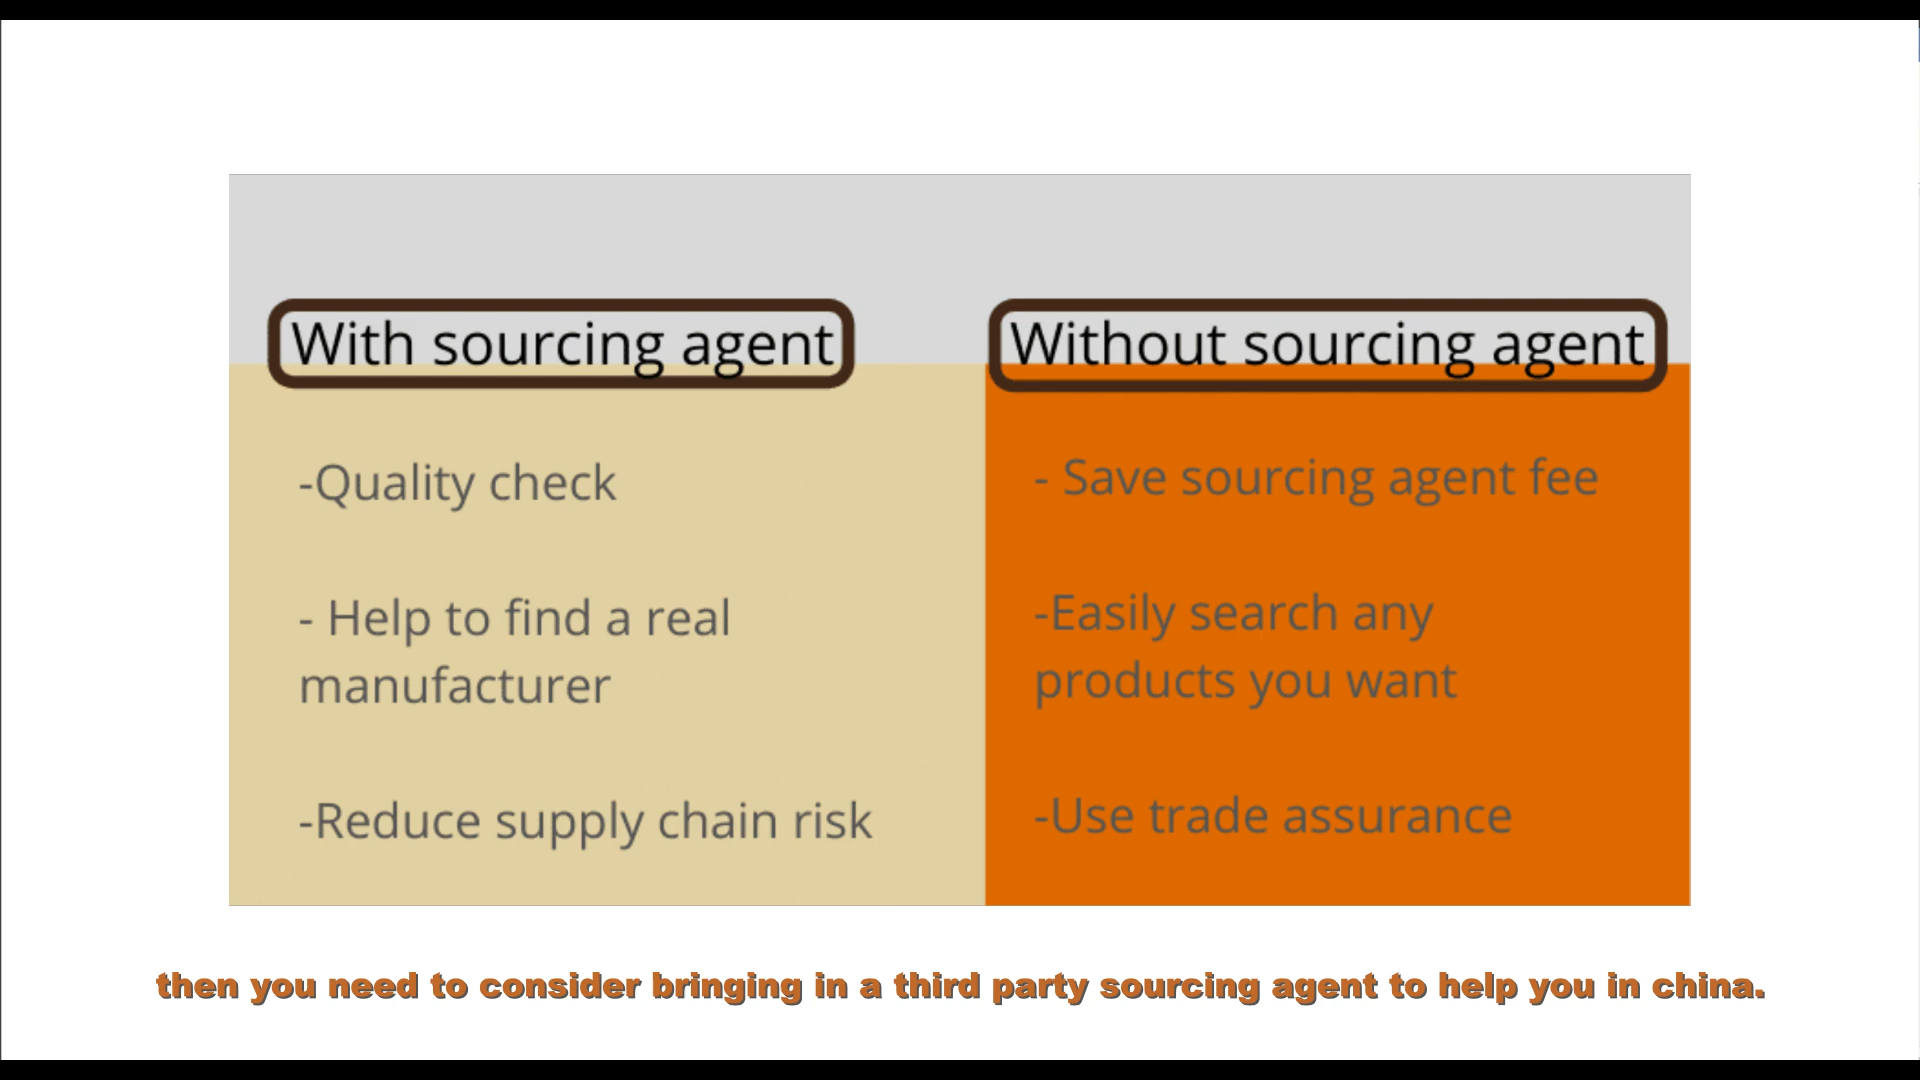 With sourcing agent
-Quality check
- Help to find a real
manufacturer
-Reduce supply chain risk
Without sourcing agent
- Save sourcing agent fee
-Easily search any
products you want
-Use trade assurance
then you need to consider bringing in a third party sourcing agent to help you in china.